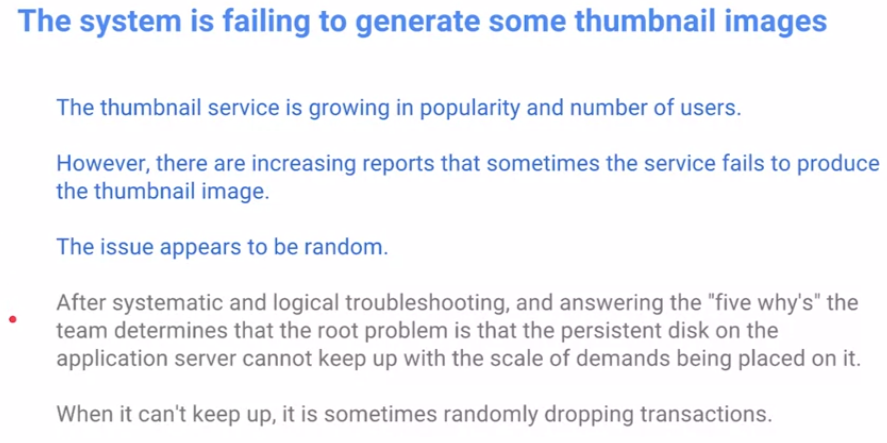 The system is failing to generate some thumbnail images
The thumbnail service is growing in popularity and number of users.
However, there are increasing reports that sometimes the service fails to produce
the thumbnail image.
The issue appears to be random.
After systematic and logical troubleshooting, and answering the "five why's" the
team determines that the root problem is that the persistent disk on the
application server cannot keep up with the scale of demands being placed on it.
When it can't keep up, it is sometimes randomly dropping transactions.